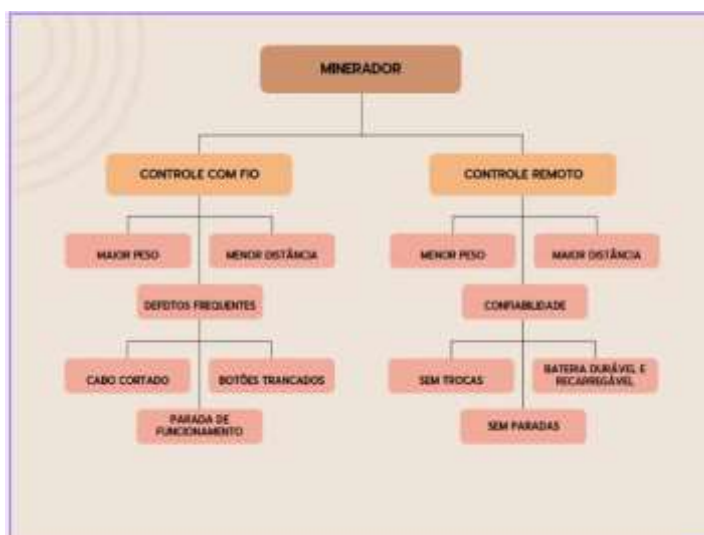 MINERADOR
CONTROLE COM FIO
CONTROLE REMOTO
MAIOR PESO
MENOR DISTÂNCIA
MENOR PESO
MAIOR DISTÂNCIA
DEFEITOS FREQUENTES
CONFIABILIDADE
CABO CORTADO
BOTÕES TRANCADOS
SEM TROCAS
BATERIA DURÁVEL E
RECARREGÁVEL
PARADA DE
FUNCIONAMENTO
SEM PARADAS